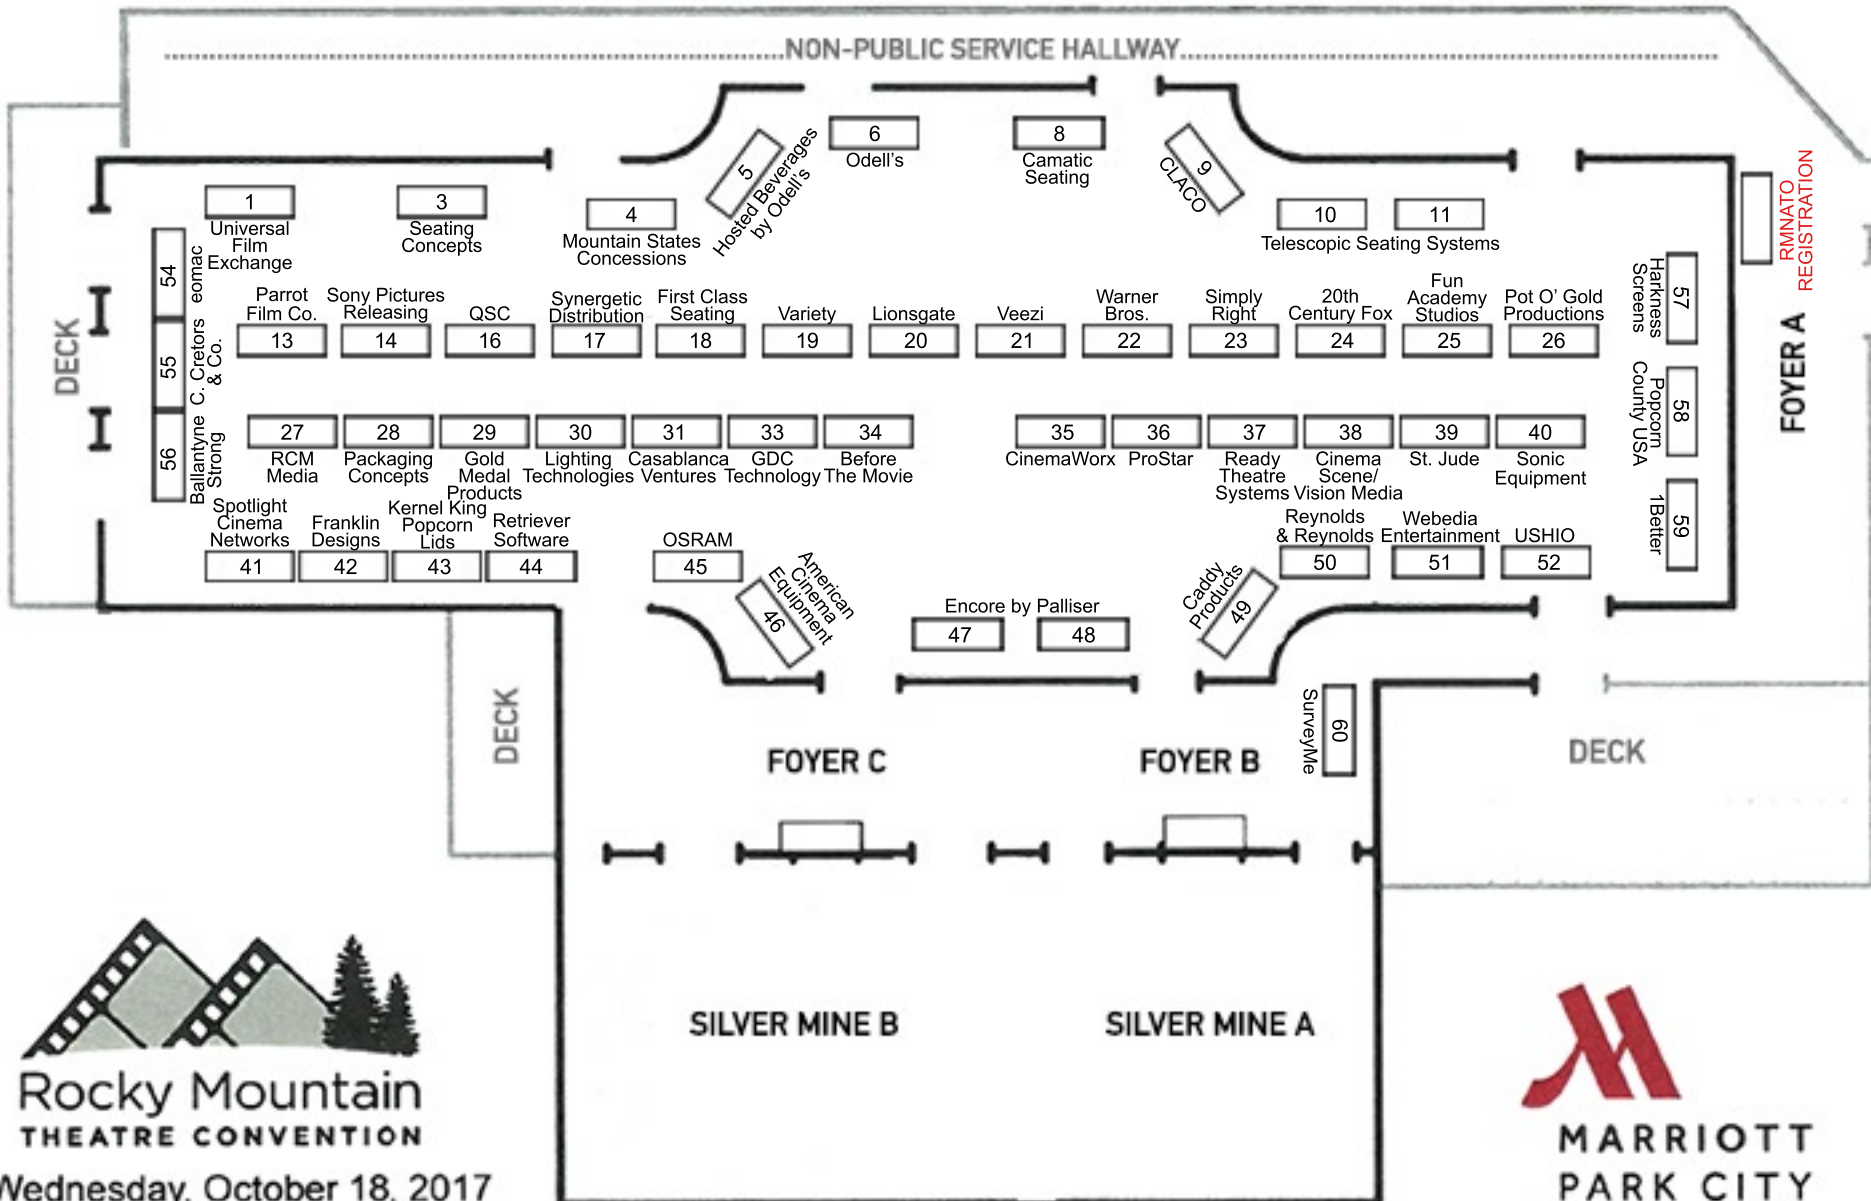 NON-PUBLIC SERVICE HALLWAY
6
Odell's
8
Camatic
Seating
5
Hosted Beverages
by Odell's
9
CLACO
1
Universal
Film
Exchange
3
Seating
Concepts
4
Mountain States
Concessions
10
11
Telescopic Seating Systems
RMNATO
REGISTRATION
FOYER A
DECK
54
eomac
55
C. Cretors
& Co.
56
Ballantyne
Strong
57
Harkness
Screens
58
Popcorn
County USA
59
1Better
Parrot
Film Co.
13
Sony Pictures
Releasing
14
QSC
16
Synergetic
Distribution
17
First Class
Seating
18
Variety
19
Lionsgate
20
Veezi
21
Warner
Bros.
22
Simply
Right
23
20th
Century Fox
24
Fun
Academy
Studios
25
Pot O' Gold
Productions
26
27
RCM
Media
28
Packaging
Concepts
29
Gold
Medal
Products
30
Lighting
Technologies
31
Casablanca
Ventures
33
GDC
Technology
34
Before
The Movie
35
CinemaWorx
36
ProStar
37
Ready
Theatre
Systems
38
Cinema
Scene/
Vision Media
39
St. Jude
40
Sonic
Equipment
Spotlight
Cinema
Networks
41
Franklin
Designs
42
Kernel King
Popcorn
Lids
43
Retriever
Software
44
OSRAM
45
American
Cinema
Equipment
46
Encore by Palliser
47
48
Caddy
Products
49
Reynolds
& Reynolds
50
Webedia
Entertainment
51
USHIO
52
60
SurveyMe
DECK
FOYER C
FOYER B
DECK
SILVER MINE B
SILVER MINE A
Rocky Mountain
THEATRE CONVENTION
Wednesday, October 18, 2017
MARRIOTT
PARK CITY